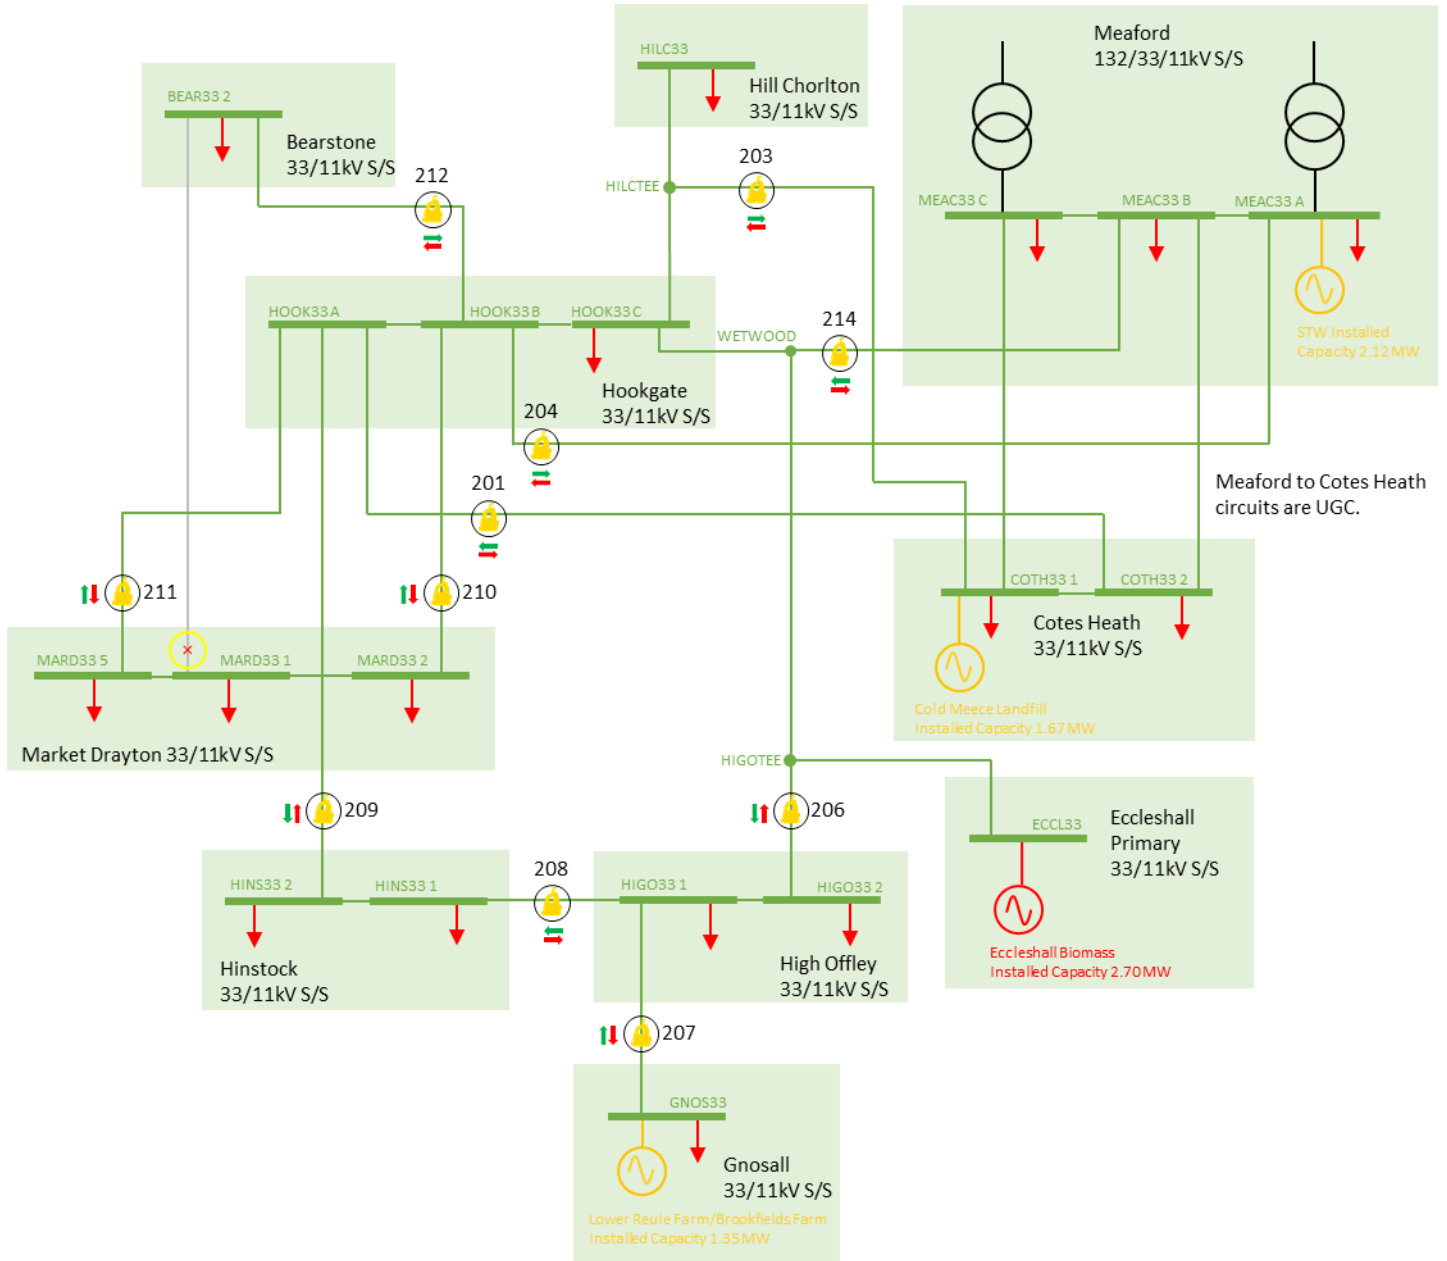 HILC33
Hill Chorlton
33/11kV S/S
Meaford
132/33/11kV S/S
BEAR33 2
Bearstone
33/11kV S/S
212
HILCTEE
203
MEAC33 C
MEAC33 B
MEAC33 A
STW Installed
Capacity 2.12 MW
HOOK33A
HOOK33B
HOOK33C
Hookgate
33/11kV S/S
WETWOOD
214
204
201
Meaford to Cotes Heath
circuits are UGC.
211
210
COTH33 1
COTH33 2
Cotes Heath
33/11kV S/S
Cold Meece Landfill
Installed Capacity 1.67 MW
MARD33 5
MARD33 1
MARD33 2
Market Drayton 33/11kV S/S
HIGOTEE
209
206
ECCL33
Eccleshall
Primary
33/11kV S/S
Eccleshall Biomass
Installed Capacity 2.70 MW
HINS33 2
HINS33 1
Hinstock
33/11kV S/S
208
HIGO33 1
HIGO33 2
High Offley
33/11kV S/S
207
GNOS33
Gnosall
33/11kV S/S
Lower Reule Farm/Brookfields Farm
Installed Capacity 1.35 MW